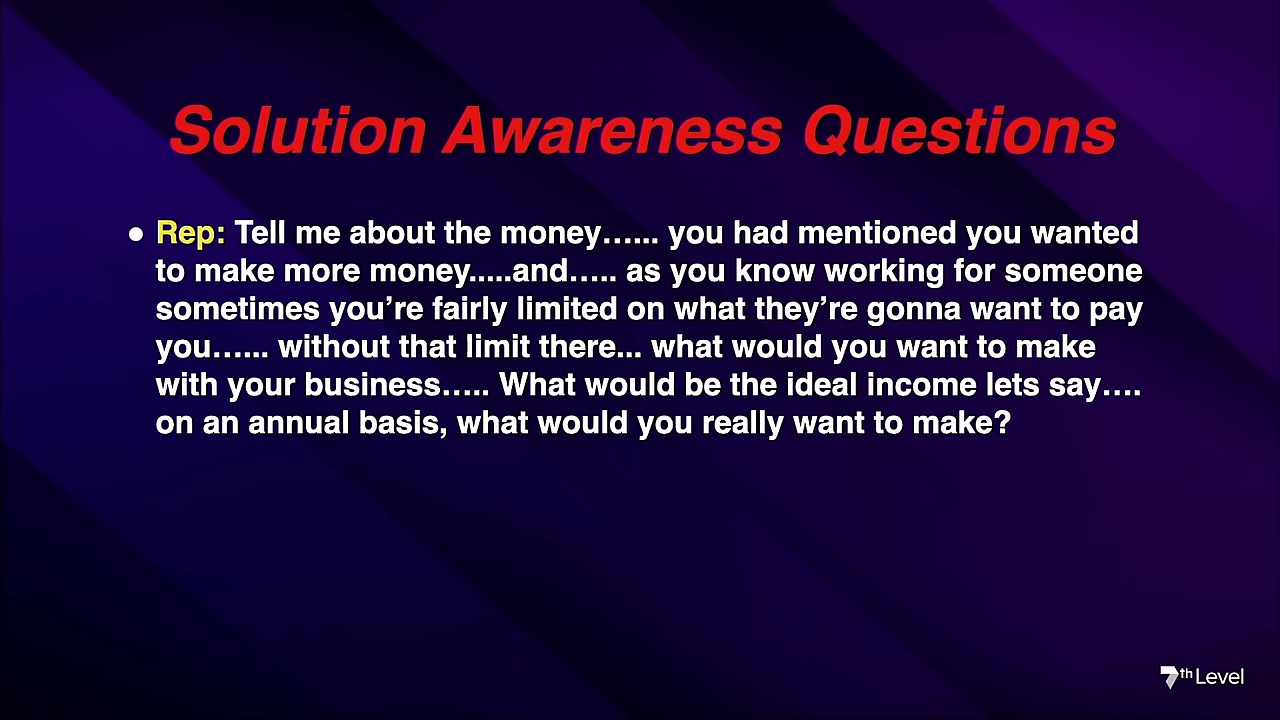 Solution Awareness Questions
● Rep: Tell me about the money…... you had mentioned you wanted
to make more money.....and….. as you know working for someone
sometimes you’re fairly limited on what they’re gonna want to pay
you…... without that limit there... what would you want to make
with your business….. What would be the ideal income lets say….
on an annual basis, what would you really want to make?
7th Level